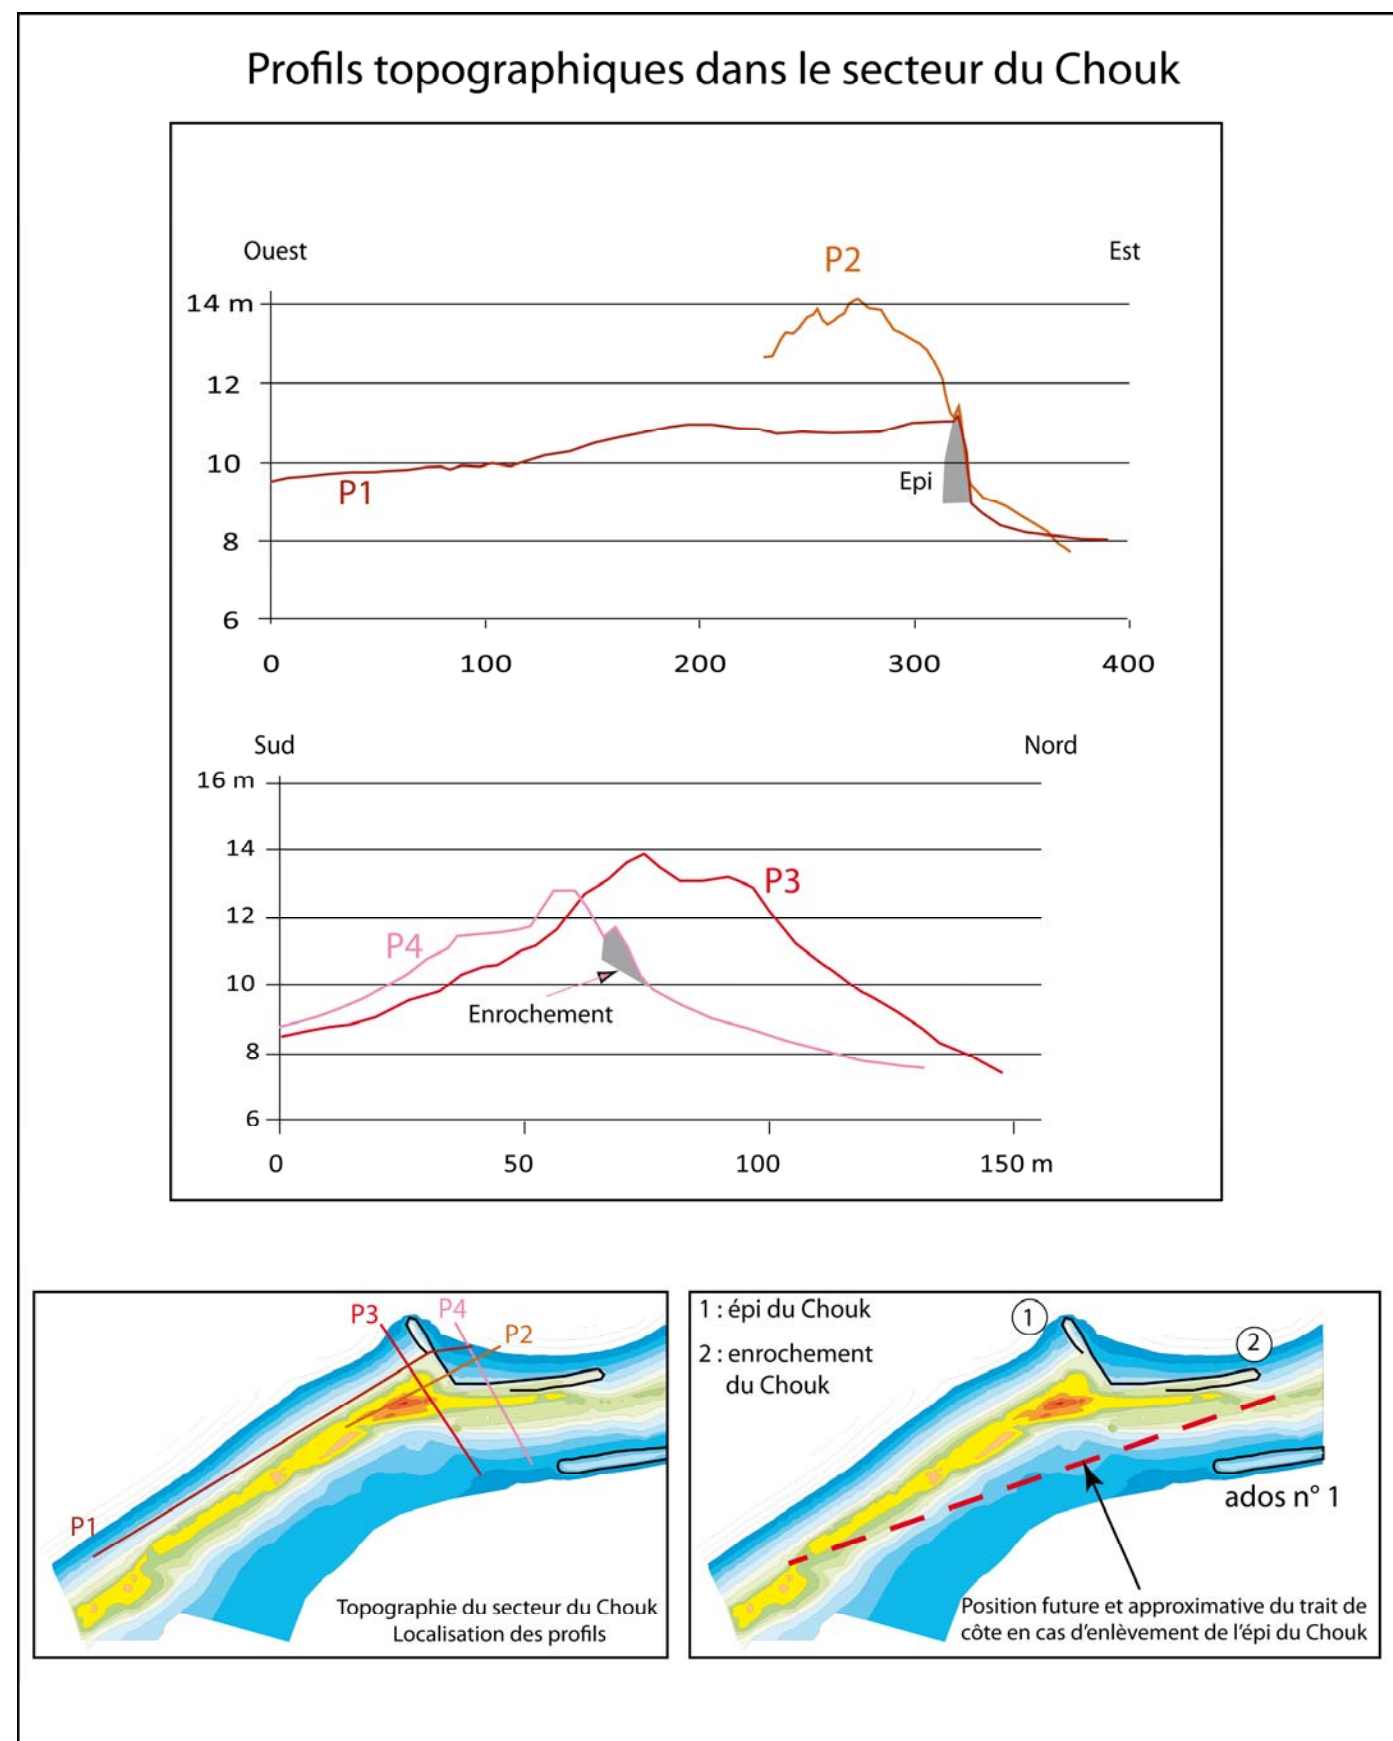 Profils topographiques dans le secteur du Chouk
Ouest
Est
P2
14 m
12
10
8
6
P1
Epi
0
100
200
300
400
Sud
Nord
16 m
14
12
10
8
6
P3
P4
Enrochement
0
50
100
150 m
P3
P4
P2
P1
Topographie du secteur du Chouk
Localisation des profils
1 : épi du Chouk
2 : enrochement
du Chouk
1
2
ados n° 1
Position future et approximative du trait de
côte en cas d’enlèvement de l’épi du Chouk